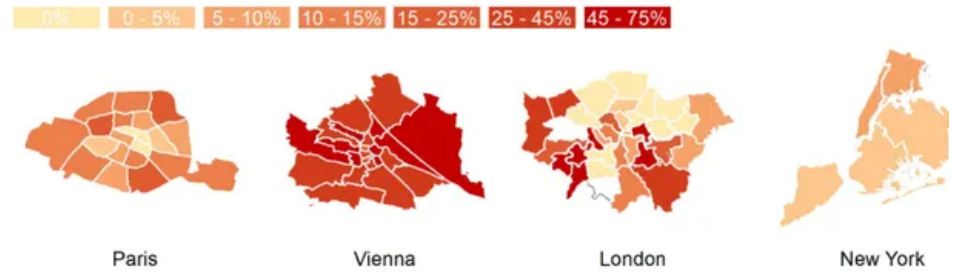 0% 0 - 5% 5 - 10% 10 - 15% 15 - 25% 25 - 45% 45 - 75%
Paris Vienna London New York